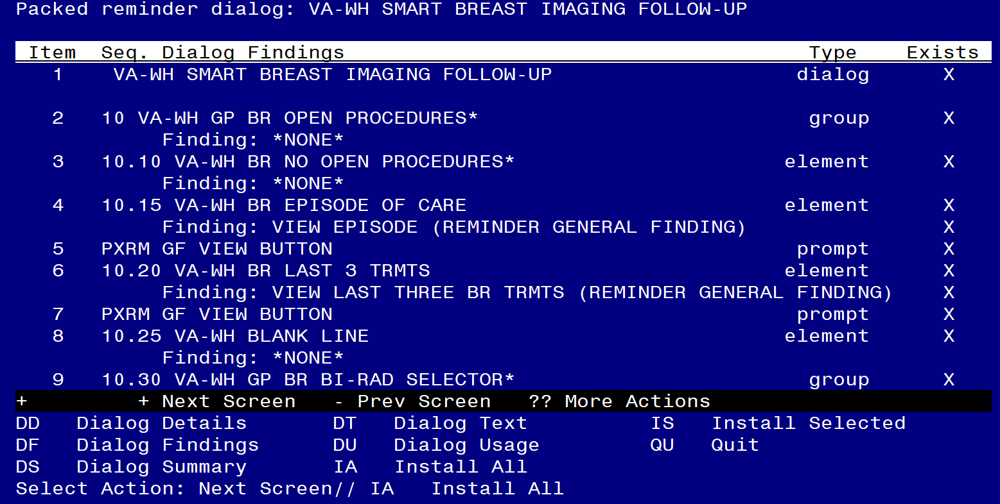 Packed reminder dialog: VA-WH SMART BREAST IMAGING FOLLOW-UP
Item Seq. Dialog Findings Type Exists
1 VA-WH SMART BREAST IMAGING FOLLOW-UP dialog X
2 10 VA-WH GP BR OPEN PROCEDURES* group X
Finding: *NONE*
3 10.10 VA-WH BR NO OPEN PROCEDURES* element X
Finding: *NONE*
4 10.15 VA-WH BR EPISODE OF CARE element X
Finding: VIEW EPISODE (REMINDER GENERAL FINDING) X
5 PXRM GF VIEW BUTTON prompt X
6 10.20 VA-WH BR LAST 3 TRMTS element X
Finding: VIEW LAST THREE BR TRMTS (REMINDER GENERAL FINDING) X
7 PXRM GF VIEW BUTTON prompt X
8 10.25 VA-WH BLANK LINE element X
Finding: *NONE*
9 10.30 VA-WH GP BR BI-RAD SELECTOR* group X
+ + Next Screen - Prev Screen ?? More Actions
DD Dialog Details DT Dialog Text IS Install Selected
DF Dialog Findings DU Dialog Usage QU Quit
DS Dialog Summary IA Install All
Select Action: Next Screen// IA Install All